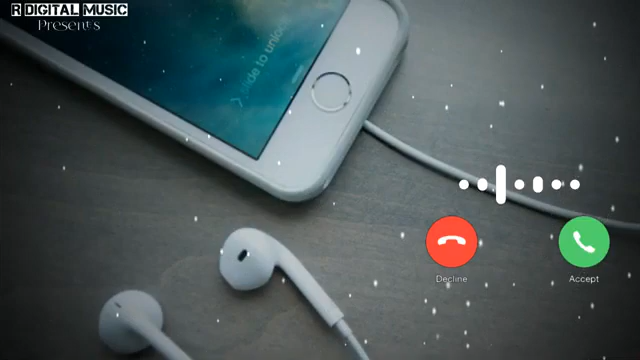 R DIGITAL MUSIC
Presents
slide to unlock
Decline
Accept